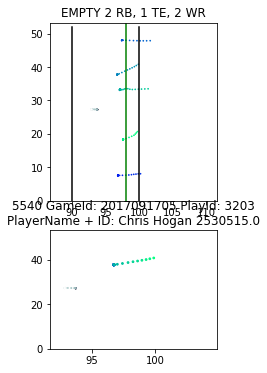 EMPTY 2 RB, 1 TE, 2 WR
50
40
30
20
10
0
90 95 100 105 110
5540 GameId: 2017091705 PlayId: 3203
PlayerName + ID: Chris Hogan 2530515.0
40
20
0
95 100